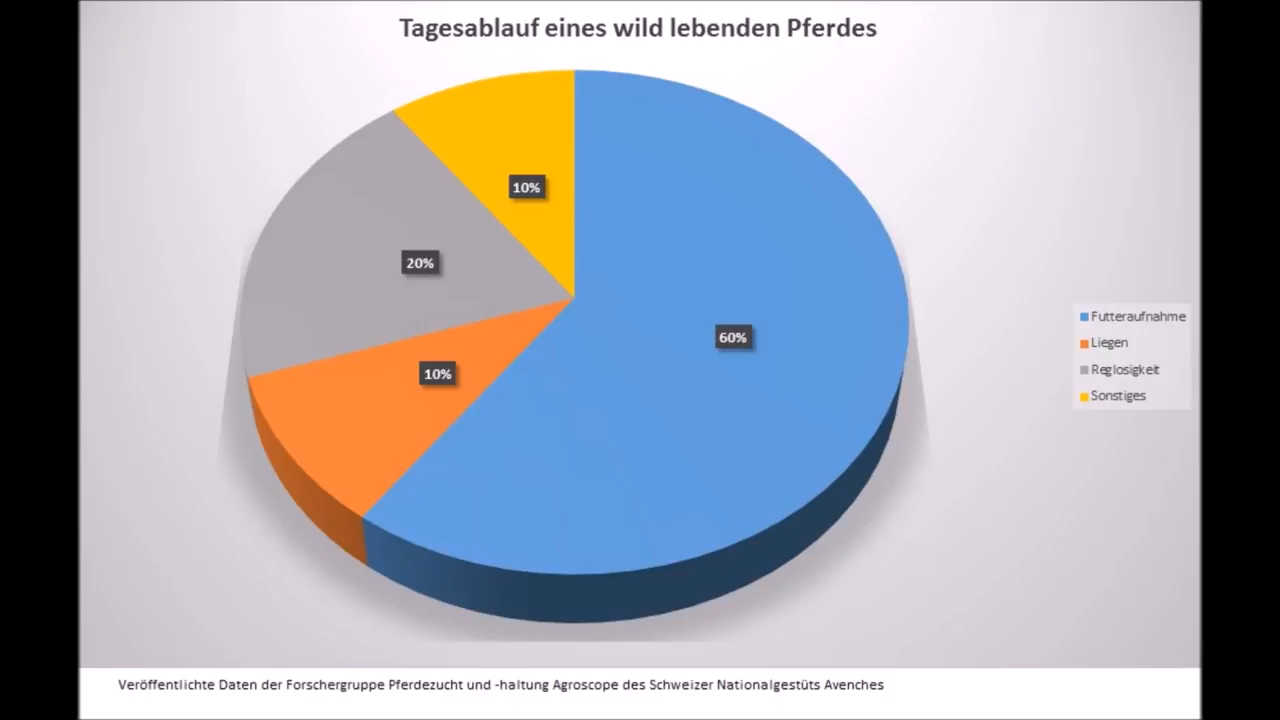 Tagesablauf eines wild lebenden Pferdes
10%
20%
10%
60%
Futteraufnahme
Liegen
Reglosigkeit
Sonstiges
Veröffentlichte Daten der Forschergruppe Pferdezucht und -haltung Agroscope des Schweizer Nationalgestüts Avenches